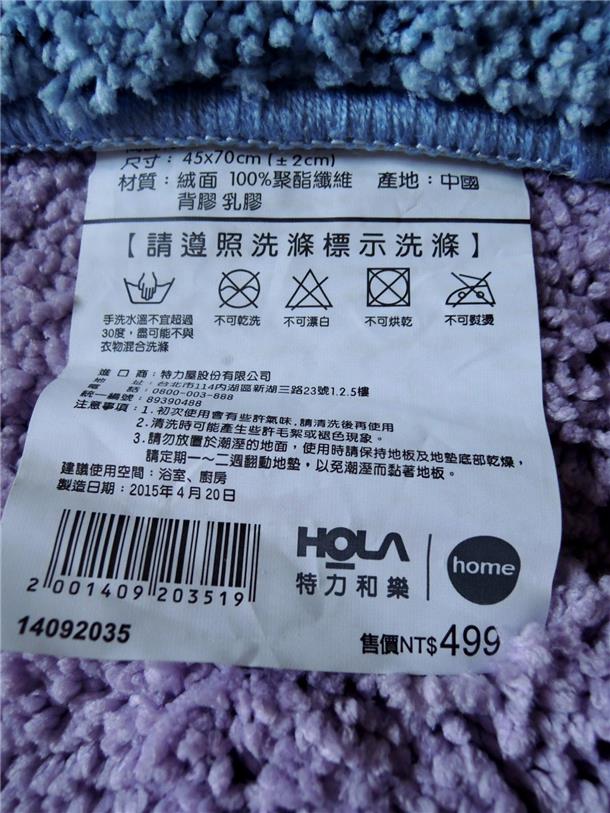 尺寸：45x70cm (±2cm)
材質：絨面 100%聚酯纖維 產地：中國
背膠 乳膠
【請遵照洗滌標示洗滌】
手洗水溫不宜超過
30度，盡可能不與
衣物混合洗滌
不可乾洗
不可漂白
不可烘乾
不可熨燙
進 口 商：特力屋股份有限公司
地 址：台北市114內湖區新湖三路23號1.2.5樓
電 話：0800-003-888
統一編號：89390488
注意事項：1.初次使用會有些許氣味,請清洗後再使用
2.清洗時可能產生些許毛絮或褪色現象。
3.請勿放置於潮溼的地面，使用時請保持地板及地墊底部乾燥，
請定期一～二週翻動地墊，以免潮溼而黏著地板。
建議使用空間：浴室、廚房
製造日期：2015年4月20日
2 001409 203519
14092035
HOLA
特力和樂
home
售價NT$499